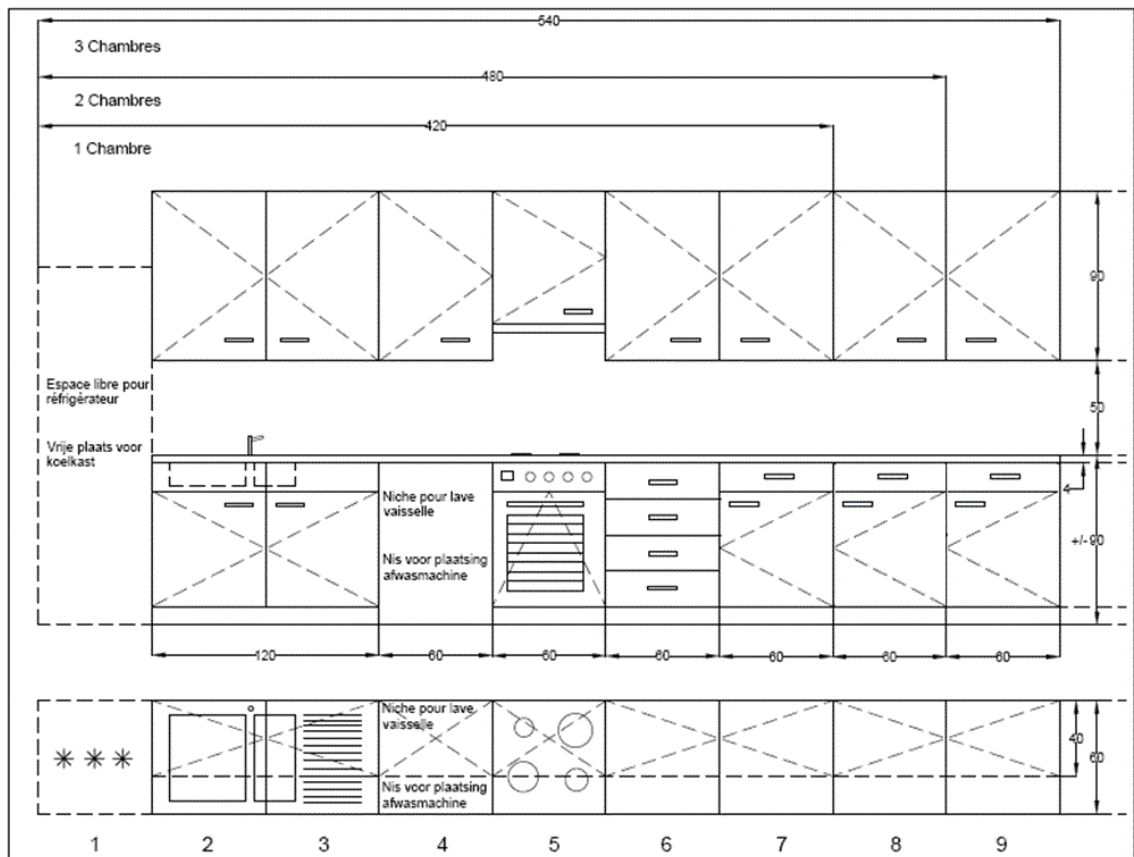 540
3 Chambres
480
2 Chambres
420
1 Chambre
90
Espace libre pour
réfrigérateur
50
Vrije plaats voor
koelkast
4
Niche pour lave
vaisselle
+/- 90
Nis voor plaatsing
afwasmachine
120 60 60 60 60 60 60
Niche pour lave
vaisselle
40
60
Nis voor plaatsing
afwasmachine
1 2 3 4 5 6 7 8 9